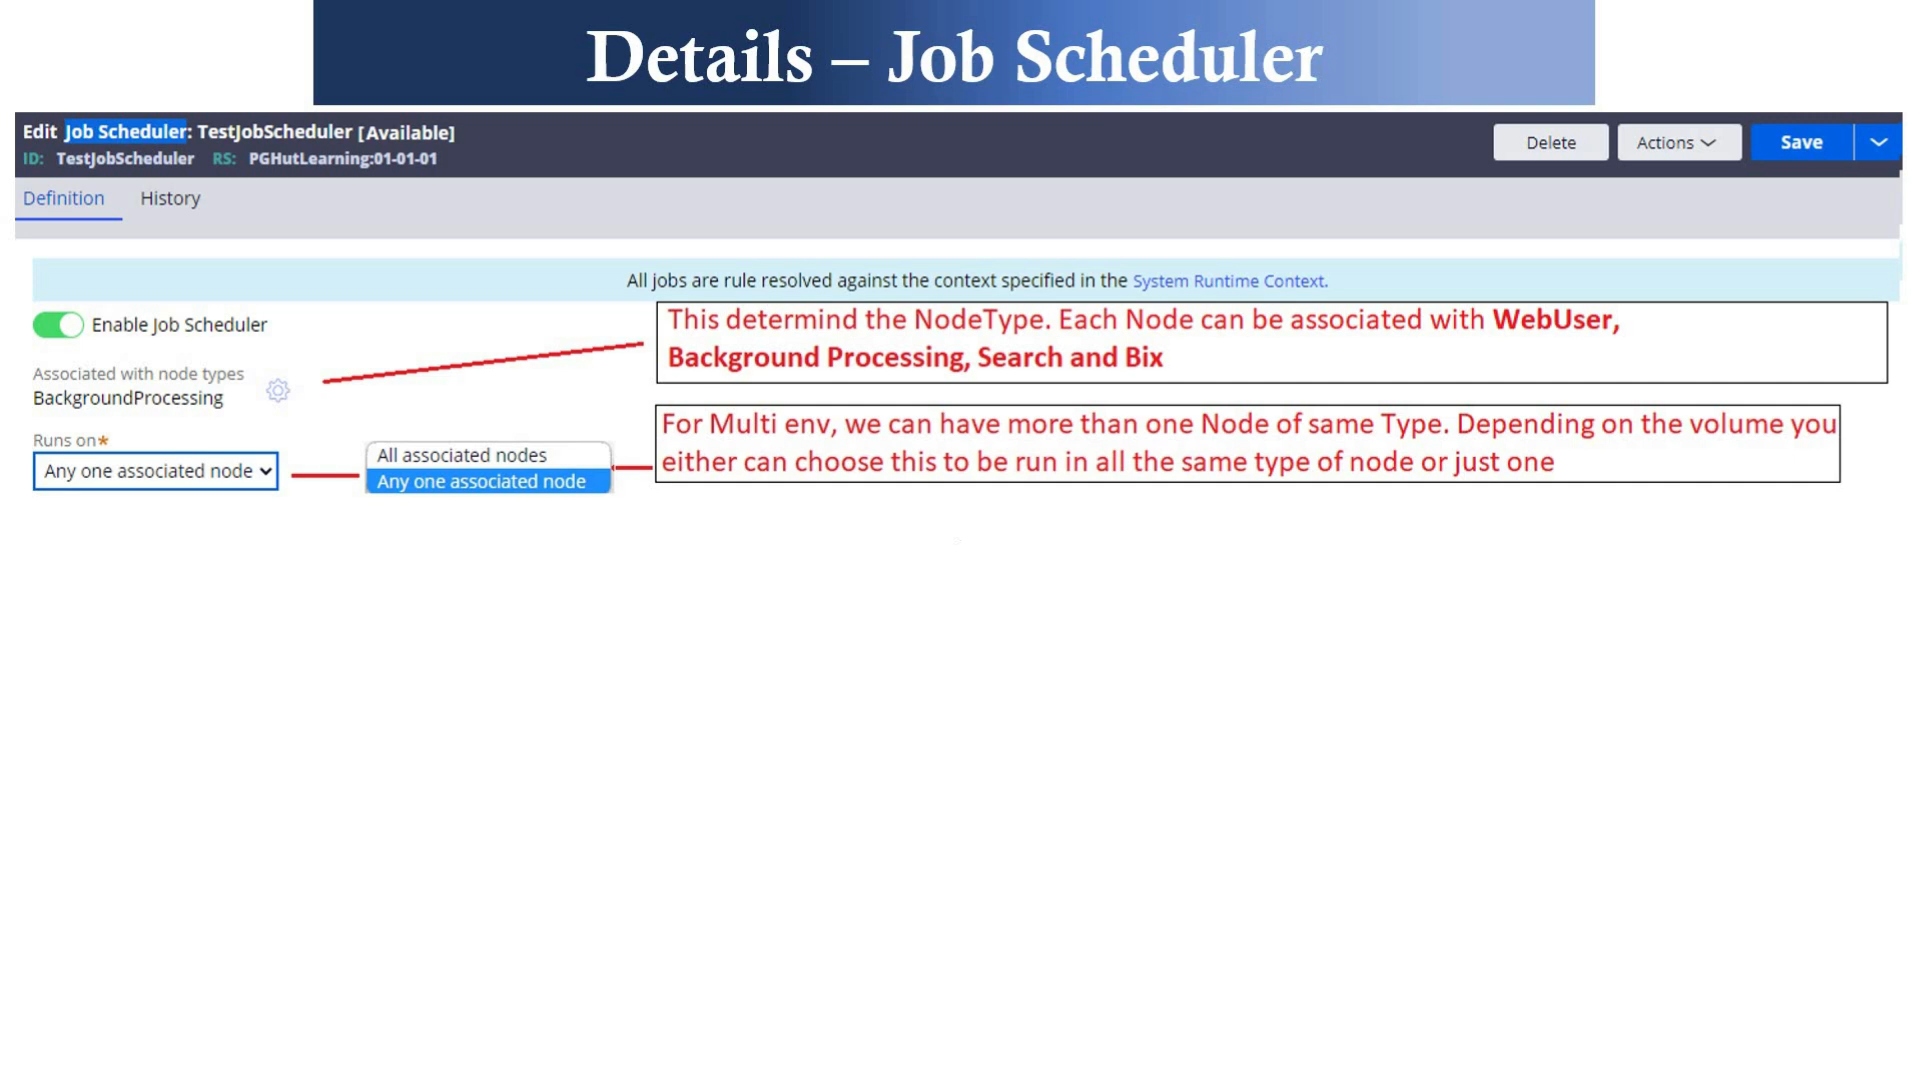 Details – Job Scheduler
Edit Job Scheduler: TestJobScheduler [Available]
ID: TestJobScheduler RS: PGHutLearning:01-01-01
Delete
Actions
Save
Definition
History
All jobs are rule resolved against the context specified in the System Runtime Context.
Enable Job Scheduler
This determind the NodeType. Each Node can be associated with WebUser,
Background Processing, Search and Bix
Associated with node types
BackgroundProcessing
Runs on*
Any one associated node
All associated nodes
Any one associated node
For Multi env, we can have more than one Node of same Type. Depending on the volume you
either can choose this to be run in all the same type of node or just one